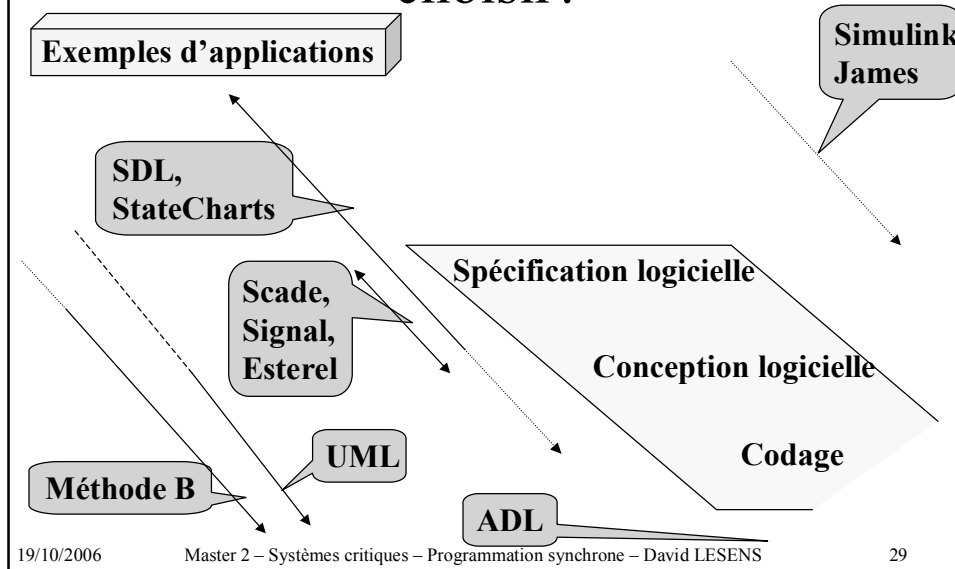 choisir ?
Exemples d’applications
Simulink
James
SDL,
StateCharts
Spécification logicielle
Scade,
Signal,
Esterel
Conception logicielle
UML
Codage
Méthode B
ADL
19/10/2006 Master 2 – Systèmes critiques – Programmation synchrone – David LESENS 29